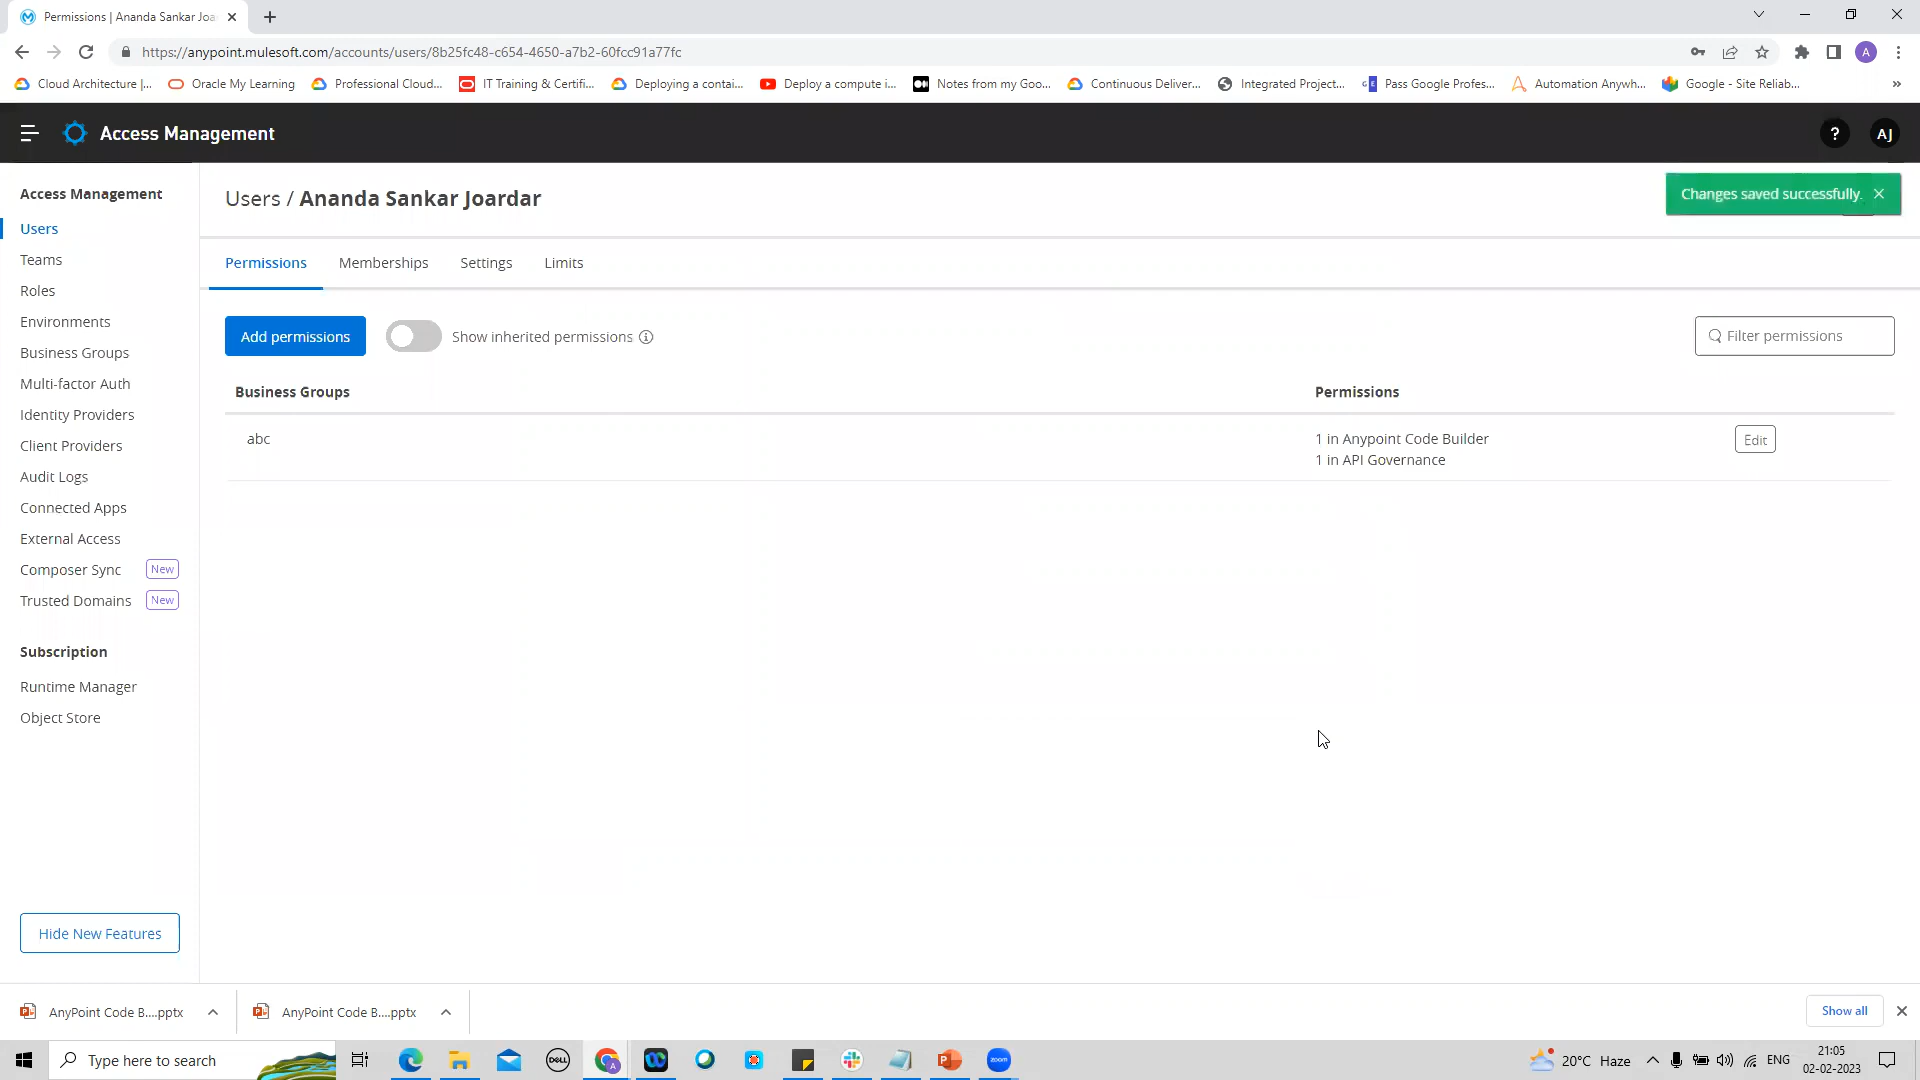 Permissions | Ananda Sankar Joa
https://anypoint.mulesoft.com/accounts/users/8b25fc48-c654-4650-a7b2-60fcc91a77fc
A
Cloud Architecture |...
Oracle My Learning
Professional Cloud...
IT Training & Certifi...
Deploying a contai...
Deploy a compute i...
Notes from my Goo...
Continuous Deliver...
Integrated Project...
Pass Google Profes...
Automation Anywh...
Google - Site Reliab...
»
Access Management
?
AJ
Access Management
Users
Teams
Roles
Environments
Business Groups
Multi-factor Auth
Identity Providers
Client Providers
Audit Logs
Connected Apps
External Access
Composer Sync New
Trusted Domains New
Subscription
Runtime Manager
Object Store
Hide New Features
Users / Ananda Sankar Joardar
Changes saved successfully.
Permissions
Memberships
Settings
Limits
Add permissions
Show inherited permissions
Filter permissions
Business Groups
Permissions
abc
1 in Anypoint Code Builder
1 in API Governance
Edit
AnyPoint Code B....pptx
AnyPoint Code B....pptx
Show all
Type here to search
DELL
A
zoom
20°C Haze
ENG
21:05
02-02-2023